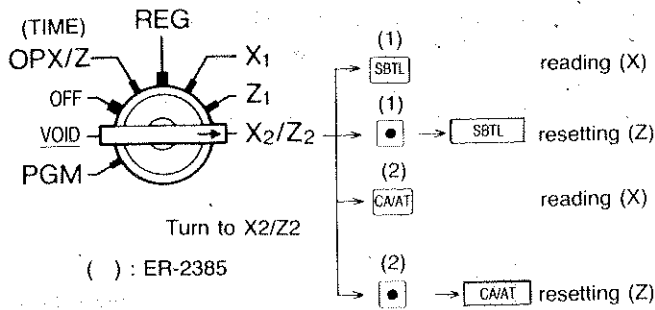 (TIME) REG
OPX/Z X1
OFF Z1
VOID X2/Z2
PGM
Turn to X2/Z2
( ) : ER-2385
(1)
SBTL reading (X)
(1)
• SBTL resetting (Z)
(2)
CA/AT reading (X)
(2)
• CA/AT resetting (Z)